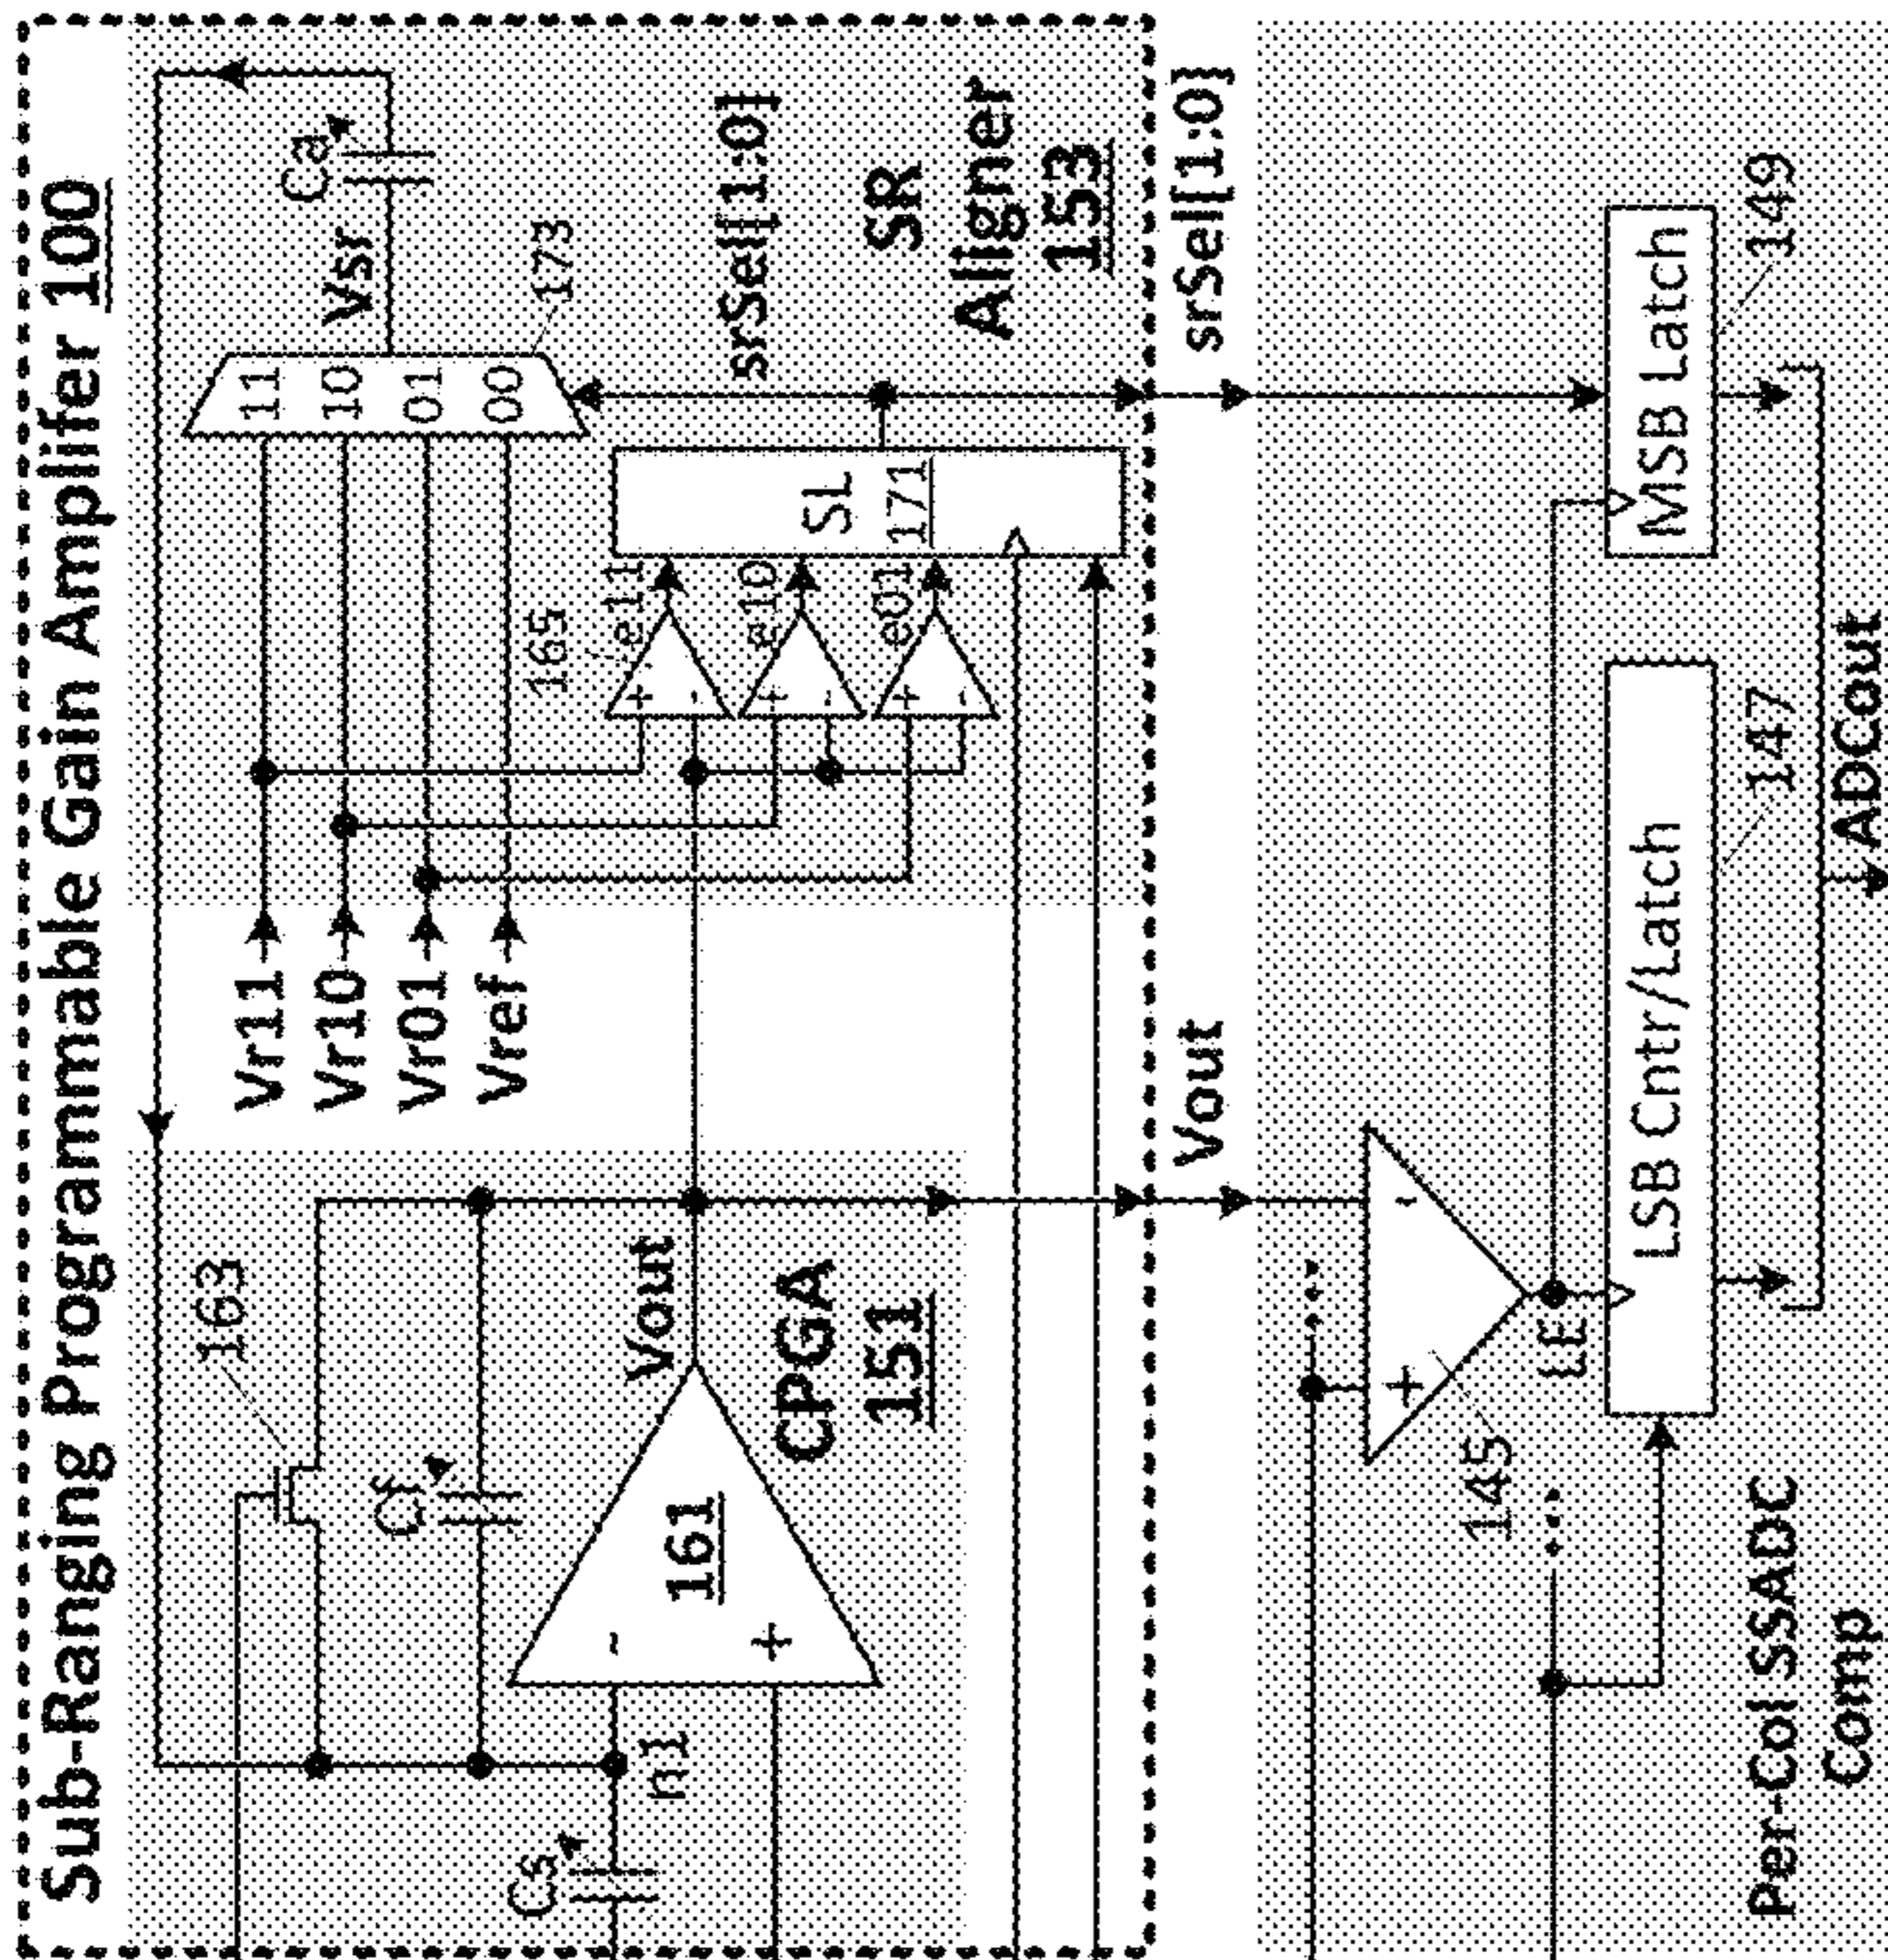 Sub-Ranging Programmable Gain Amplifer 100
163
Cf
Cs
n1
-
+
161
Vout
CPGA
151
Vr11
Vr10
Vr01
Vref
11
10
01
00
173
Vsr
Ca
165
e11
e10
e01
+
-
+
-
+
-
SL
171
srSel[1:0]
SR
Aligner
153
Vout
srSel[1:0]
+
-
145
LE
LSB Cntr/Latch
147
MSB Latch
149
ADCout
Per-Col SSADC
Comp